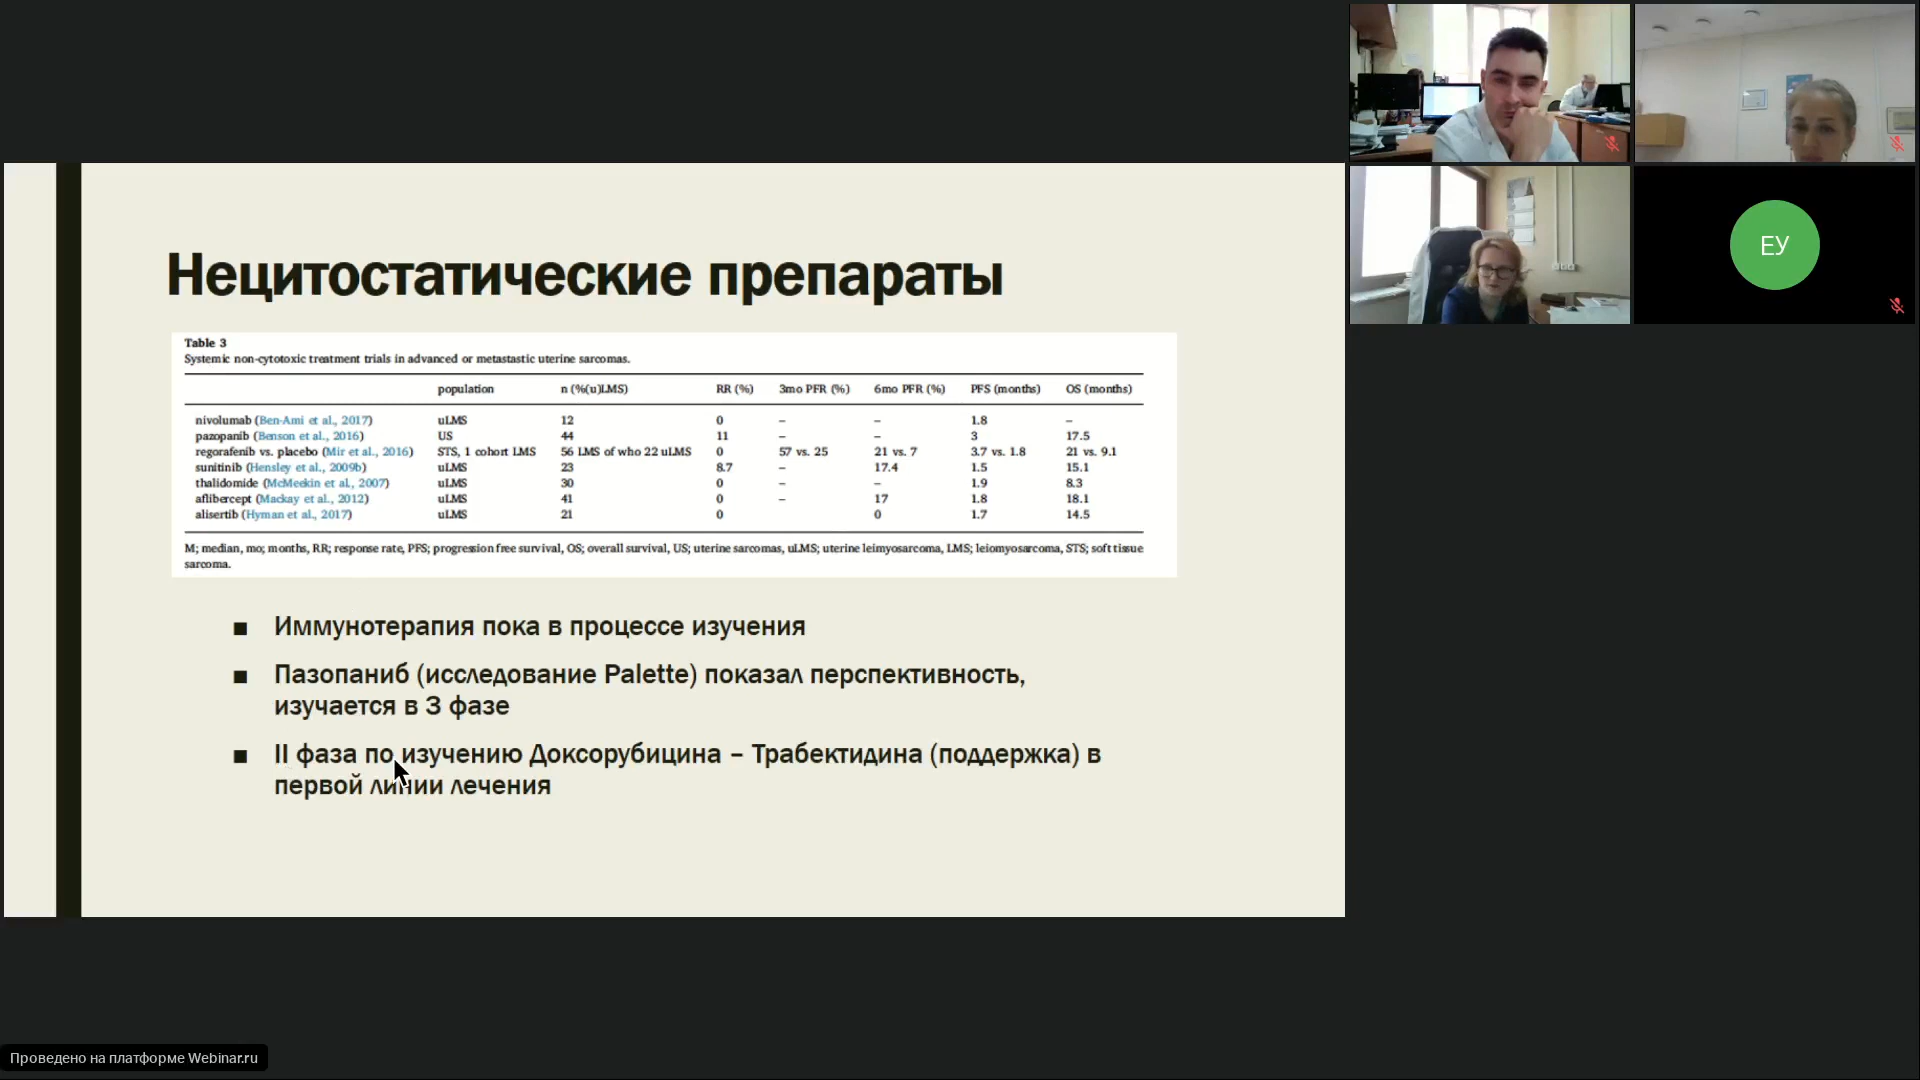 Нецитостатические препараты
Table 3
Systemic non-cytotoxic treatment trials in advanced or metastastic uterine sarcomas.
population n (%(u)LMS) RR (%) 3mo PFR (%) 6mo PFR (%) PFS (months) OS (months)
nivolumab (Ben-Ami et al., 2017) uLMS 12 0 – – 1.8 –
pazopanib (Benson et al., 2016) US 44 11 – – 3 17.5
regorafenib vs. placebo (Mir et al., 2016) STS, 1 cohort LMS 56 LMS of who 22 uLMS 0 57 vs. 25 21 vs. 7 3.7 vs. 1.8 21 vs. 9.1
sunitinib (Hensley et al., 2009b) uLMS 23 8.7 – 17.4 1.5 15.1
thalidomide (McMeekin et al., 2007) uLMS 30 0 – – 1.9 8.3
aflibercept (Mackay et al., 2012) uLMS 41 0 – 17 1.8 18.1
alisertib (Hyman et al., 2017) uLMS 21 0 0 1.7 14.5
M; median, mo; months, RR; response rate, PFS; progression free survival, OS; overall survival, US; uterine sarcomas, uLMS; uterine leimyosarcoma, LMS; leiomyosarcoma, STS; soft tissue
sarcoma.
■ Иммунотерапия пока в процессе изучения
■ Пазопаниб (исследование Palette) показал перспективность,
изучается в 3 фазе
■ II фаза по изучению Доксорубицина – Трабектидина (поддержка) в
первой линии лечения
ЕУ
Проведено на платформе Webinar.ru